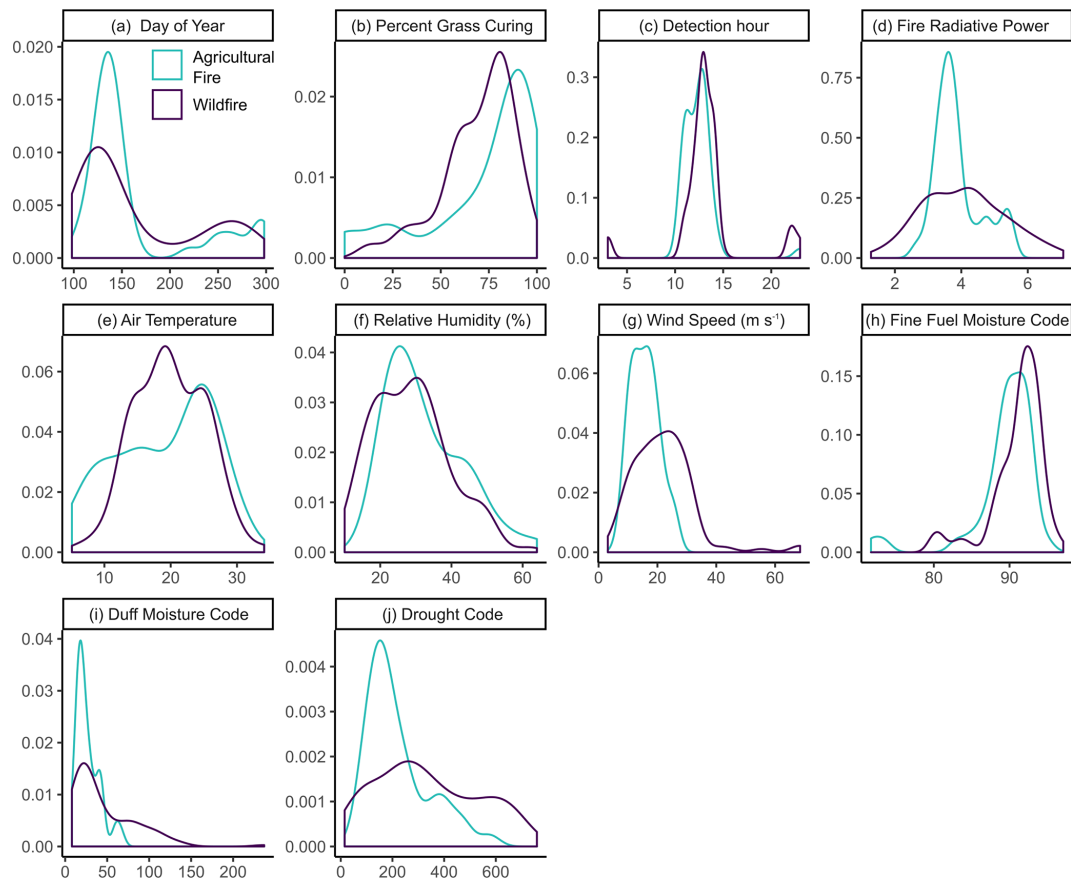 (a) Day of Year
(b) Percent Grass Curing
(c) Detection hour
(d) Fire Radiative Power
Agricultural
Fire
Wildfire
0.020
0.015
0.010
0.005
0.000
100 150 200 250 300
0.02
0.01
0.00
0 25 50 75 100
0.3
0.2
0.1
0.0
5 10 15 20
0.75
0.50
0.25
0.00
2 4 6
(e) Air Temperature
(f) Relative Humidity (%)
(g) Wind Speed (m s⁻¹)
(h) Fine Fuel Moisture Code
0.06
0.04
0.02
0.00
10 20 30
0.04
0.03
0.02
0.01
0.00
20 40 60
0.06
0.04
0.02
0.00
0 20 40 60
0.15
0.10
0.05
0.00
80 90
(i) Duff Moisture Code
(j) Drought Code
0.04
0.03
0.02
0.01
0.00
0 50 100 150 200
0.004
0.003
0.002
0.001
0.000
0 200 400 600